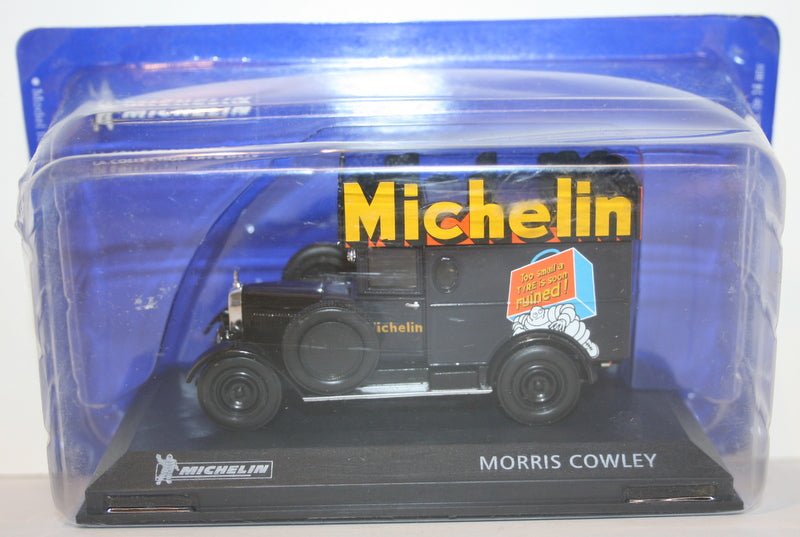 MICHELIN
Michelin
Too small a
TYRE is soon
ruined!
Michelin
MICHELIN
MORRIS COWLEY